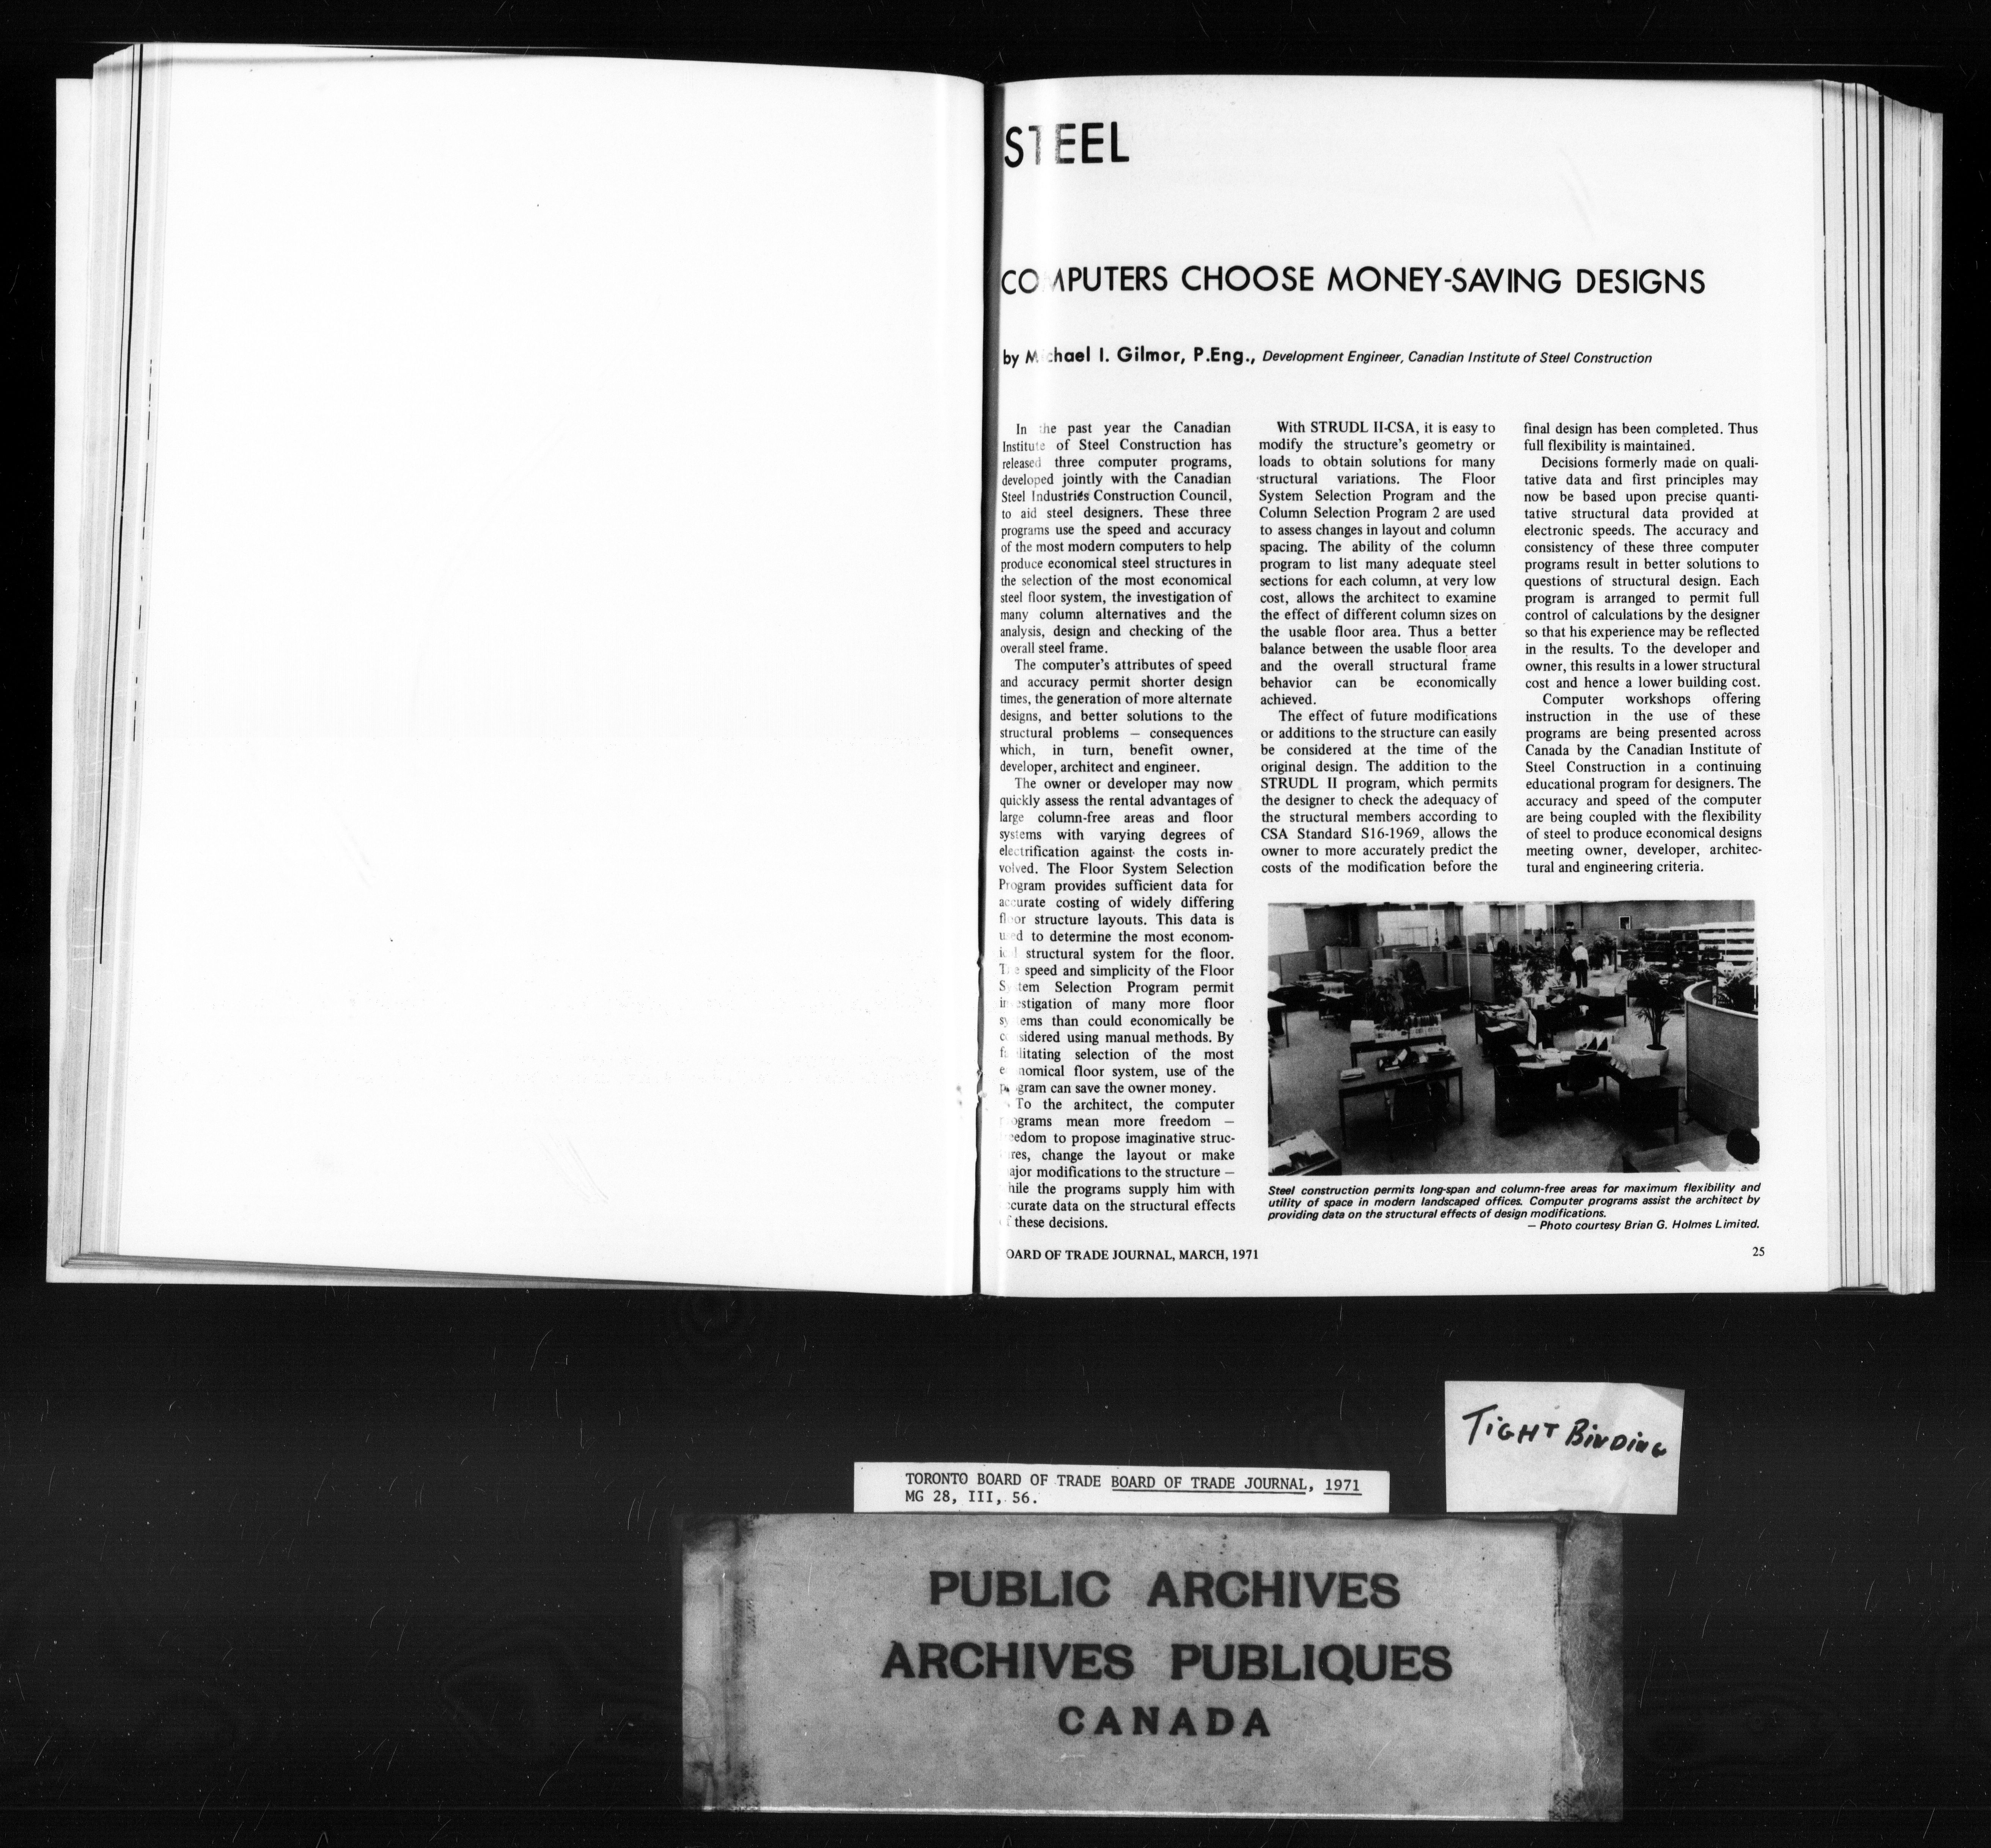 STEEL
COMPUTERS CHOOSE MONEY-SAVING DESIGNS
by Michael I. Gilmor, P.Eng., Development Engineer, Canadian Institute of Steel Construction
In the past year the Canadian
Institute of Steel Construction has
released three computer programs,
developed jointly with the Canadian
Steel Industries Construction Council,
to aid steel designers. These three
programs use the speed and accuracy
of the most modern computers to help
produce economical steel structures in
the selection of the most economical
steel floor system, the investigation of
many column alternatives and the
analysis, design and checking of the
overall steel frame.
The computer's attributes of speed
and accuracy permit shorter design
times, the generation of more alternate
designs, and better solutions to the
structural problems — consequences
which, in turn, benefit owner,
developer, architect and engineer.
The owner or developer may now
quickly assess the rental advantages of
large column-free areas and floor
systems with varying degrees of
electrification against the costs in-
volved. The Floor System Selection
Program provides sufficient data for
accurate costing of widely differing
floor structure layouts. This data is
used to determine the most econom-
ical structural system for the floor.
The speed and simplicity of the Floor
System Selection Program permit
investigation of many more floor
systems than could economically be
considered using manual methods. By
facilitating selection of the most
economical floor system, use of the
program can save the owner money.
To the architect, the computer
programs mean more freedom —
freedom to propose imaginative struc-
tures, change the layout or make
major modifications to the structure —
while the programs supply him with
accurate data on the structural effects
of these decisions.
With STRUDL II-CSA, it is easy to
modify the structure's geometry or
loads to obtain solutions for many
structural variations. The Floor
System Selection Program and the
Column Selection Program 2 are used
to assess changes in layout and column
spacing. The ability of the column
program to list many adequate steel
sections for each column, at very low
cost, allows the architect to examine
the effect of different column sizes on
the usable floor area. Thus a better
balance between the usable floor area
and the overall structural frame
behavior can be economically
achieved.
The effect of future modifications
or additions to the structure can easily
be considered at the time of the
original design. The addition to the
STRUDL II program, which permits
the designer to check the adequacy of
the structural members according to
CSA Standard S16-1969, allows the
owner to more accurately predict the
costs of the modification before the
final design has been completed. Thus
full flexibility is maintained.
Decisions formerly made on quali-
tative data and first principles may
now be based upon precise quanti-
tative structural data provided at
electronic speeds. The accuracy and
consistency of these three computer
programs result in better solutions to
questions of structural design. Each
program is arranged to permit full
control of calculations by the designer
so that his experience may be reflected
in the results. To the developer and
owner, this results in a lower structural
cost and hence a lower building cost.
Computer workshops offering
instruction in the use of these
programs are being presented across
Canada by the Canadian Institute of
Steel Construction in a continuing
educational program for designers. The
accuracy and speed of the computer
are being coupled with the flexibility
of steel to produce economical designs
meeting owner, developer, architec-
tural and engineering criteria.
Steel construction permits long-span and column-free areas for maximum flexibility and
utility of space in modern landscaped offices. Computer programs assist the architect by
providing data on the structural effects of design modifications.
— Photo courtesy Brian G. Holmes Limited.
OARD OF TRADE JOURNAL, MARCH, 1971
25
TIGHT BINDING
TORONTO BOARD OF TRADE BOARD OF TRADE JOURNAL, 1971
MG 28, III, 56.
PUBLIC ARCHIVES
ARCHIVES PUBLIQUES
CANADA